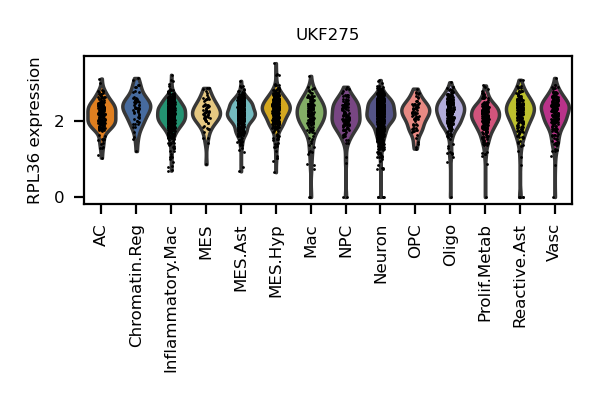 UKF275
RPL36 expression
2
0
AC
Chromatin.Reg
Inflammatory.Mac
MES
MES.Ast
MES.Hyp
Mac
NPC
Neuron
OPC
Oligo
Prolif.Metab
Reactive.Ast
Vasc